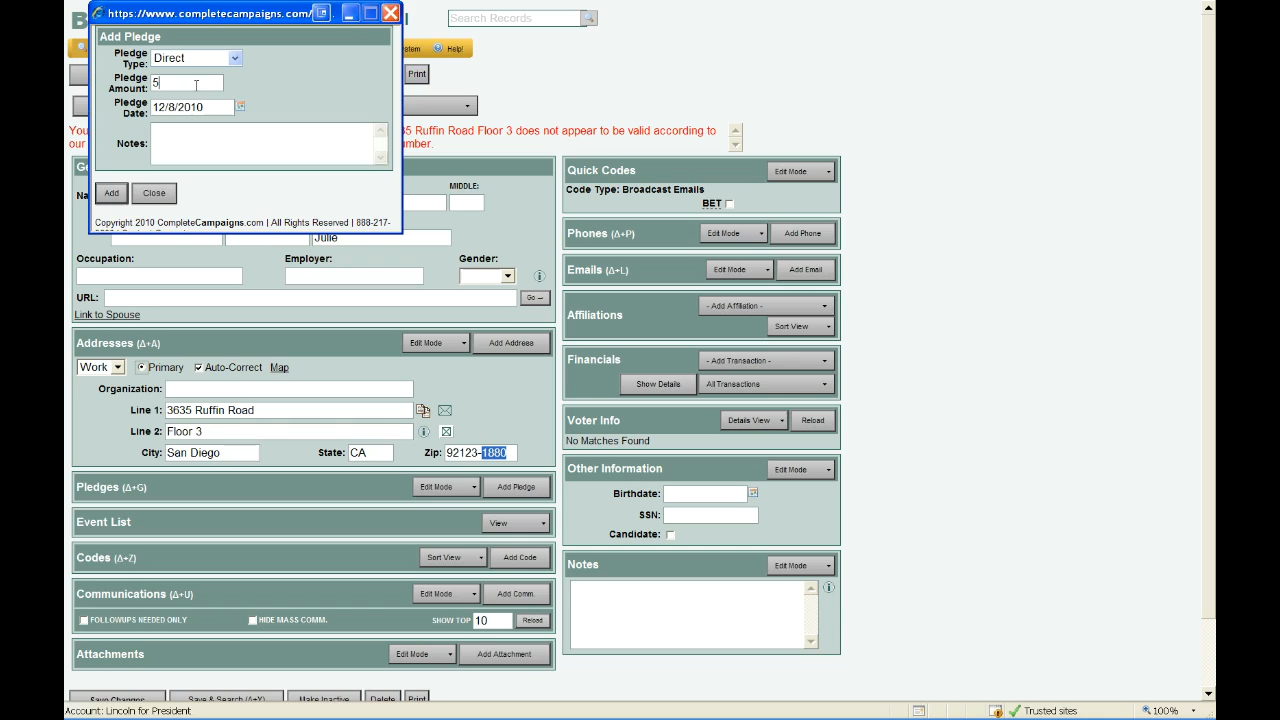 https://www.completecampaigns.com/
Search Records
Add Pledge
Pledge Type: Direct
Pledge Amount: 5
Pledge Date: 12/8/2010
Notes:
Add Close
Copyright 2010 CompleteCampaigns.com | All Rights Reserved | 888-217-
Help!
Print
You
35 Ruffin Road Floor 3 does not appear to be valid according to
our
mber.
MIDDLE:
Julie
Occupation: Employer: Gender:
URL: Go
Link to Spouse
Addresses (Δ+A) Edit Mode Add Address
Work Primary Auto-Correct Map
Organization:
Line 1: 3635 Ruffin Road
Line 2: Floor 3
City: San Diego State: CA Zip: 92123-1880
Pledges (Δ+G) Edit Mode Add Pledge
Event List View
Codes (Δ+Z) Sort View Add Code
Communications (Δ+U) Edit Mode Add Comm.
FOLLOWUPS NEEDED ONLY HIDE MASS COMM. SHOW TOP 10 Reload
Attachments Edit Mode Add Attachment
Save Changes Save & Search (Δ+X) Make Inactive Delete Print
Quick Codes Edit Mode
Code Type: Broadcast Emails
BET
Phones (Δ+P) Edit Mode Add Phone
Emails (Δ+L) Edit Mode Add Email
Affiliations - Add Affiliation -
Sort View
Financials - Add Transaction -
Show Details All Transactions
Voter Info Details View Reload
No Matches Found
Other Information Edit Mode
Birthdate:
SSN:
Candidate:
Notes Edit Mode
Account: Lincoln for President Trusted sites 100%